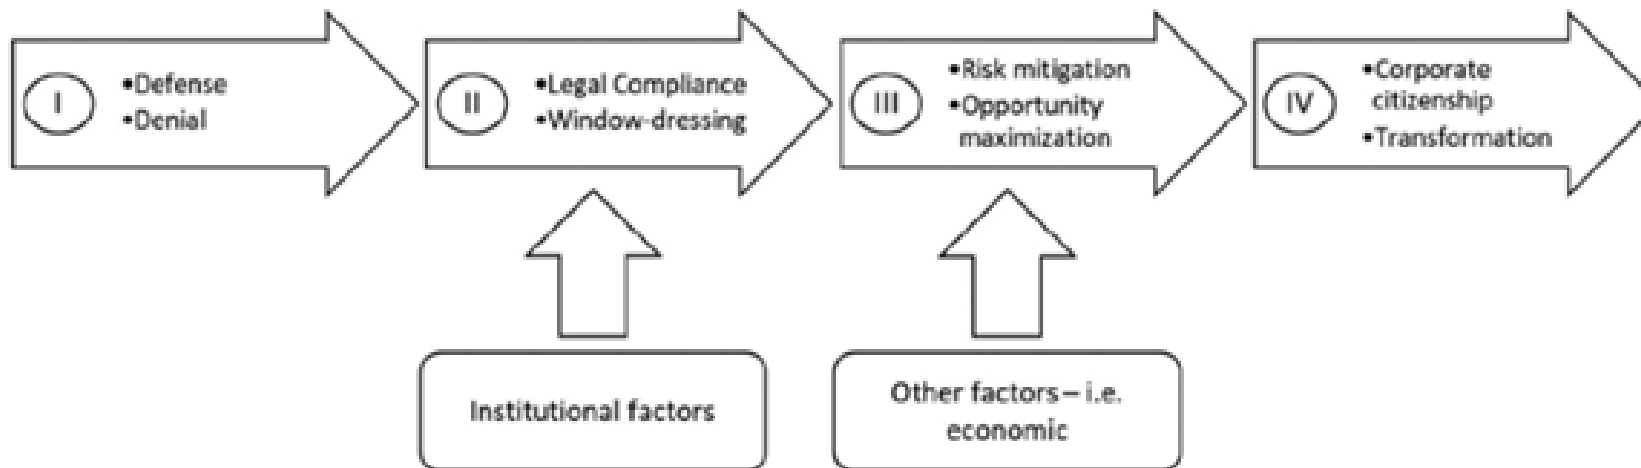 I
•Defense
•Denial
II
•Legal Compliance
•Window-dressing
III
•Risk mitigation
•Opportunity
maximization
IV
•Corporate
citizenship
•Transformation
Institutional factors
Other factors – i.e.
economic